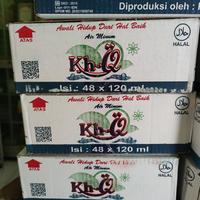 Diproduksi oleh :
ATAS
Awali Hidup Dari Hal Baik
Air Minum
Kh-Q
Isi : 48 x 120 ml
HALAL
ATAS
Awali Hidup Dari Hal Baik
Air Minum
Kh-Q
Isi : 48 x 120 ml
HALAL
ATAS
Awali Hidup Dari Hal Baik
Air Minum
Kh-Q
HALAL